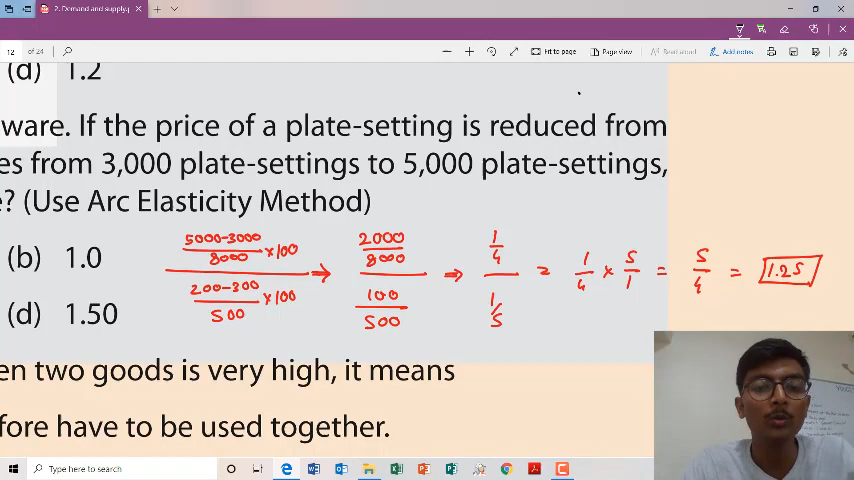 2. Demand and supply.p
12 of 24
Fit to page
Page view
Read aloud
Add notes
(d) 1.2
ware. If the price of a plate-setting is reduced from
es from 3,000 plate-settings to 5,000 plate-settings,
e? (Use Arc Elasticity Method)
(b) 1.0
(d) 1.50
5000-3000 / 8000 ×100
200-300 / 500 ×100
→ 2000 / 8000
100 / 500
⇒ 1/4
1/5
= 1/4 × 5/1 = 5/4 = 1.25
en two goods is very high, it means
fore have to be used together.
Type here to search